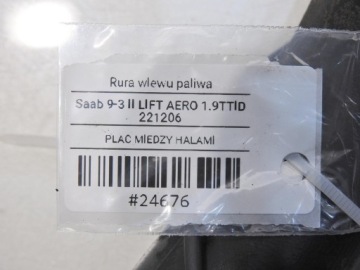 Rura wlewu paliwa
Saab 9-3 II LIFT AERO 1.9TTID
221206
PLAC MIEDZY HALAMI
#24676